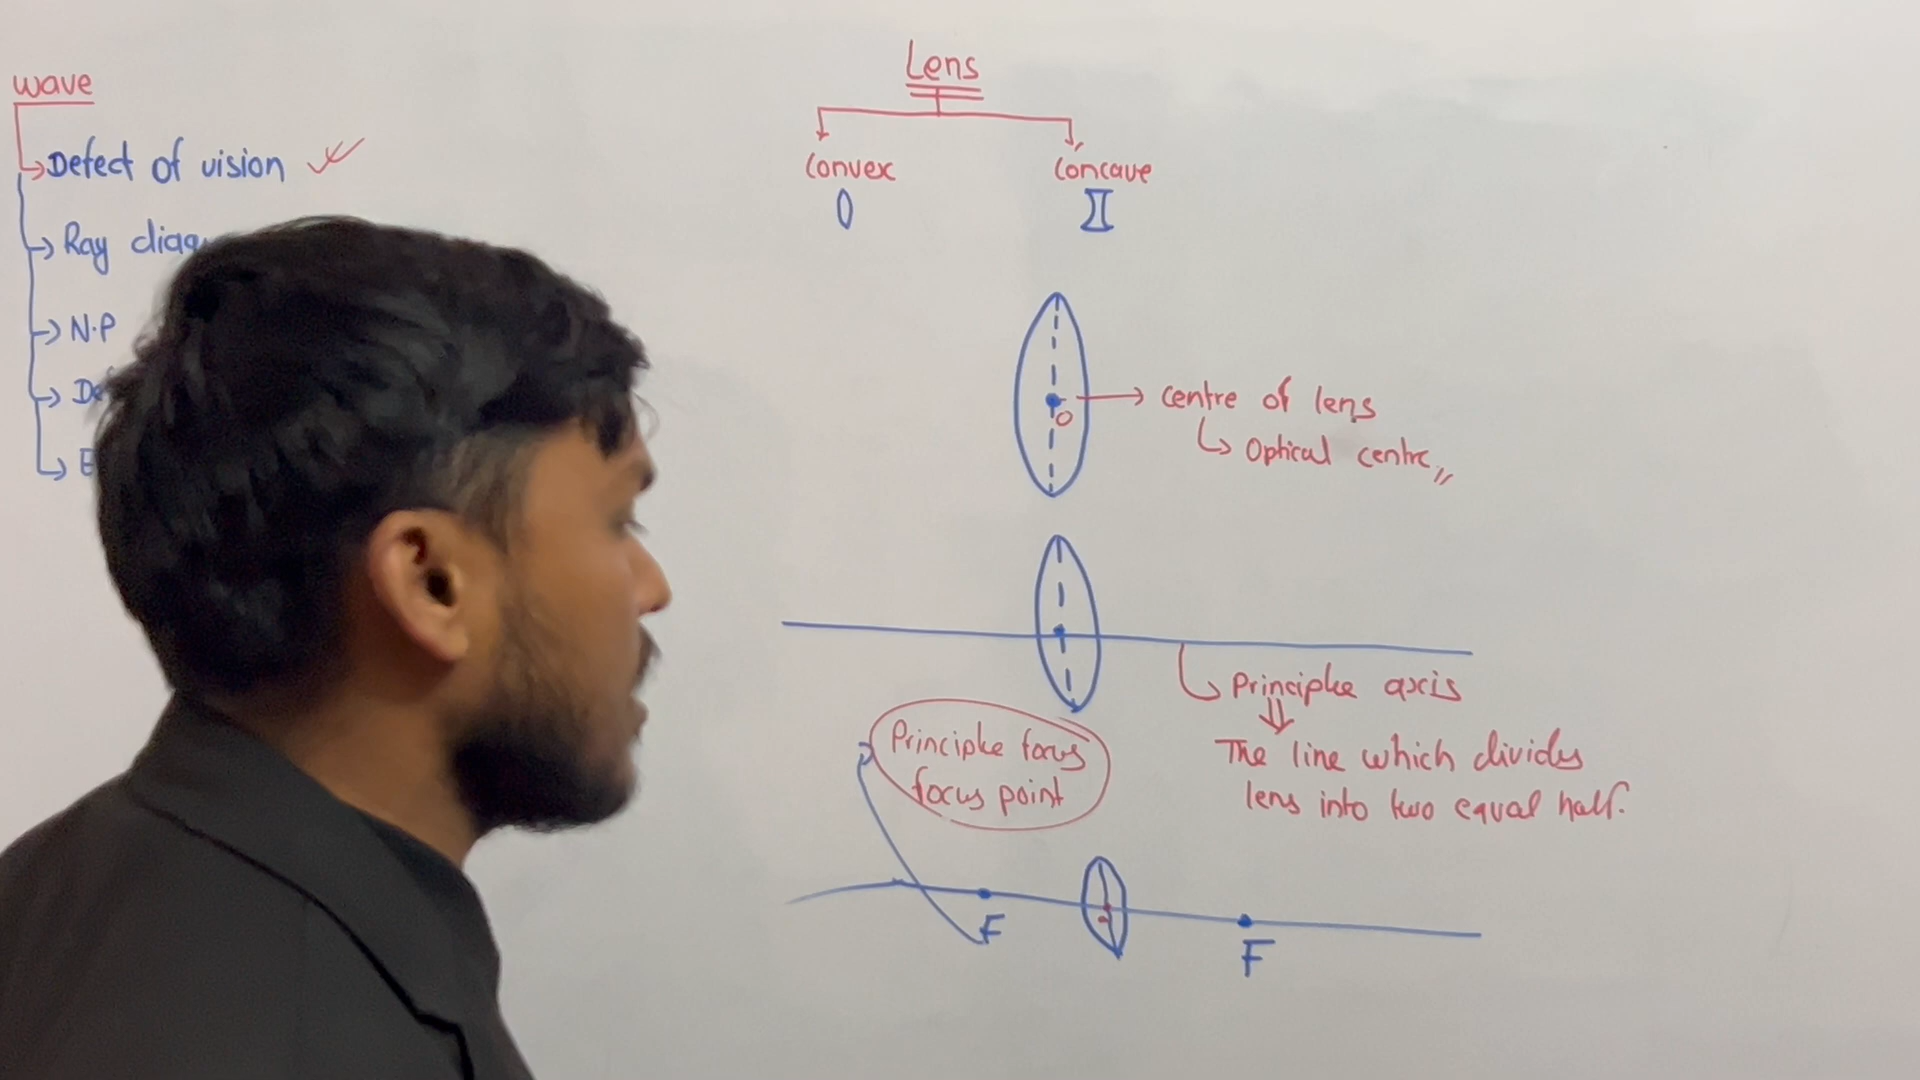 wave
Defect of vision
Ray diag
N.P
De
E
Lens
Convex
Concave
O
centre of lens
Optical centre
Principle axis
The line which divides
lens into two equal half.
Principle focus
focus point
F
F